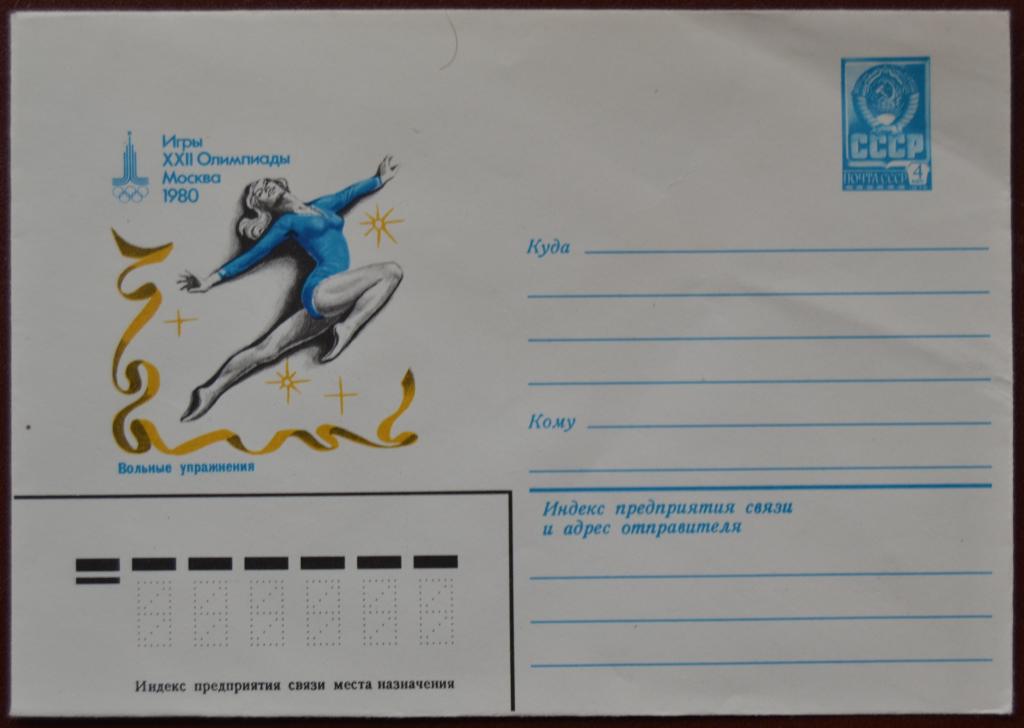 Игры
XXII Олимпиады
Москва
1980
СССР
ПОЧТА СССР
4
Куда
Кому
Вольные упражнения
Индекс предприятия связи
и адрес отправителя
Индекс предприятия связи места назначения